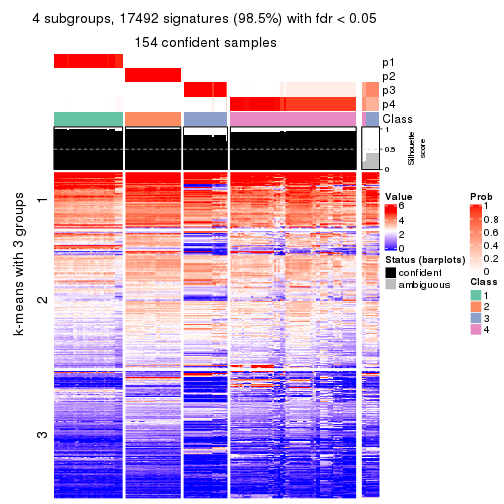 4 subgroups, 17492 signatures (98.5%) with fdr < 0.05
154 confident samples
p1
p2
p3
p4
Class
1
0.5
0
Silhouette
score
k-means with 3 groups
1
2
3
Value
6
4
2
0
Status (barplots)
confident
ambiguous
Prob
1
0.8
0.6
0.4
0.2
0
Class
1
2
3
4